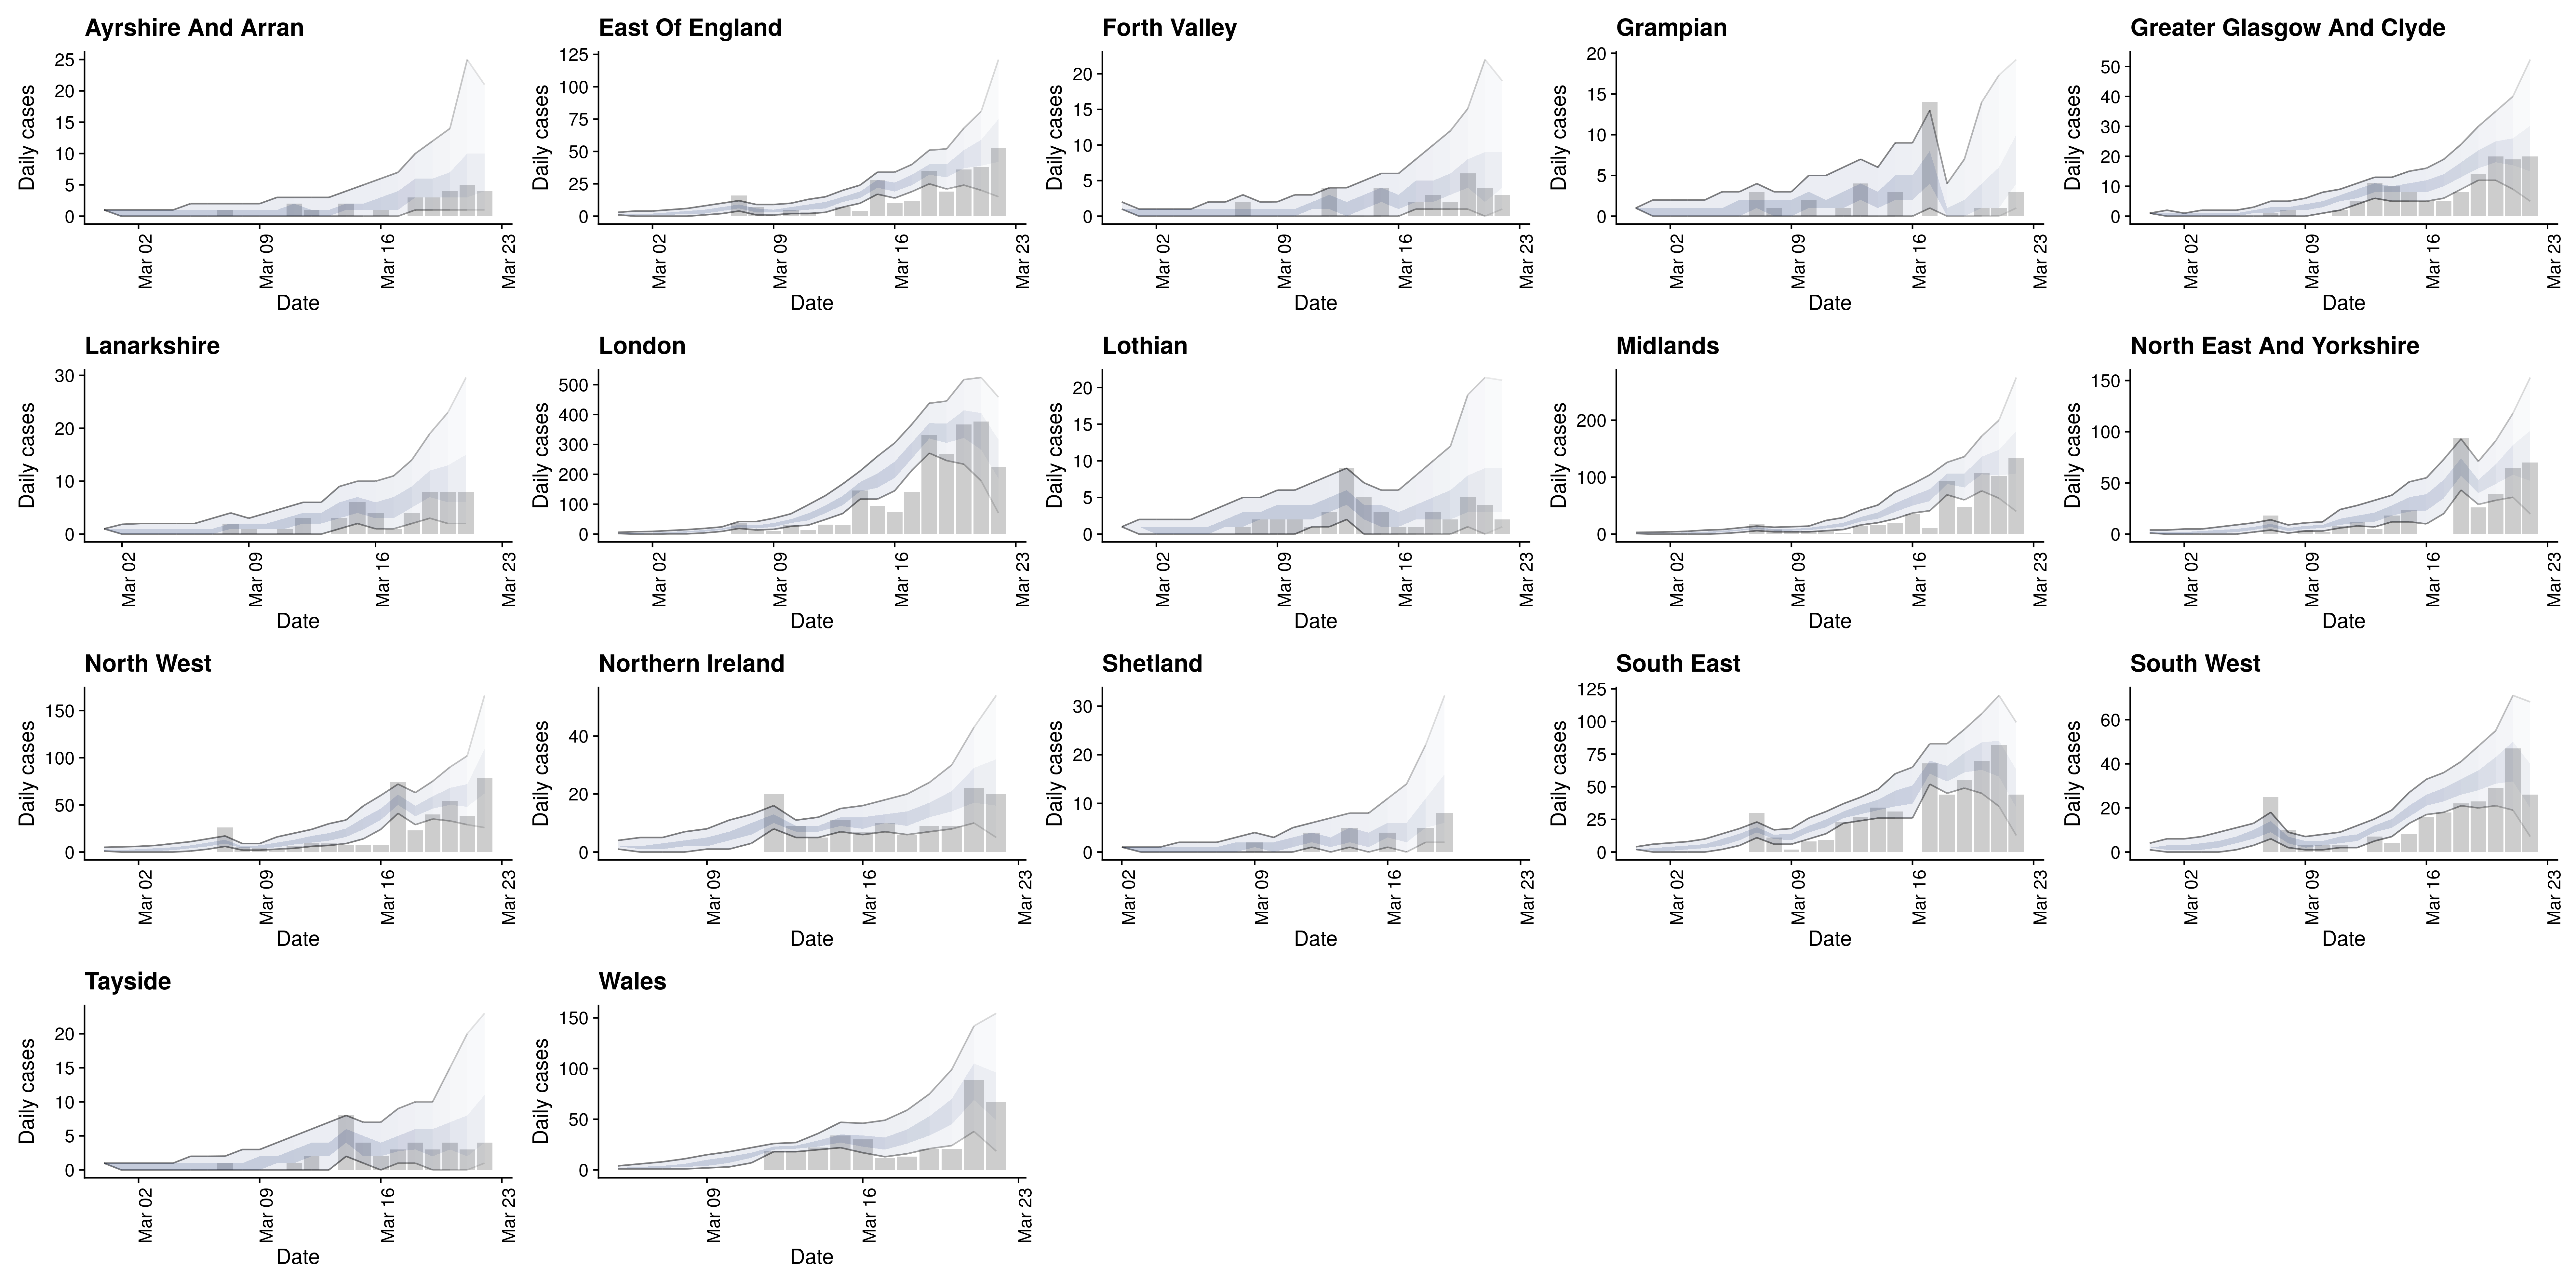 Ayrshire And Arran
Daily cases
25
20
15
10
5
0
Mar 02
Mar 09
Mar 16
Mar 23
Date
East Of England
Daily cases
125
100
75
50
25
0
Mar 02
Mar 09
Mar 16
Mar 23
Date
Forth Valley
Daily cases
20
15
10
5
0
Mar 02
Mar 09
Mar 16
Mar 23
Date
Grampian
Daily cases
20
15
10
5
0
Mar 02
Mar 09
Mar 16
Mar 23
Date
Greater Glasgow And Clyde
Daily cases
50
40
30
20
10
0
Mar 02
Mar 09
Mar 16
Mar 23
Date
Lanarkshire
Daily cases
30
20
10
0
Mar 02
Mar 09
Mar 16
Mar 23
Date
London
Daily cases
500
400
300
200
100
0
Mar 02
Mar 09
Mar 16
Mar 23
Date
Lothian
Daily cases
20
15
10
5
0
Mar 02
Mar 09
Mar 16
Mar 23
Date
Midlands
Daily cases
200
100
0
Mar 02
Mar 09
Mar 16
Mar 23
Date
North East And Yorkshire
Daily cases
150
100
50
0
Mar 02
Mar 09
Mar 16
Mar 23
Date
North West
Daily cases
150
100
50
0
Mar 02
Mar 09
Mar 16
Mar 23
Date
Northern Ireland
Daily cases
40
20
0
Mar 09
Mar 16
Mar 23
Date
Shetland
Daily cases
30
20
10
0
Mar 02
Mar 09
Mar 16
Mar 23
Date
South East
Daily cases
125
100
75
50
25
0
Mar 02
Mar 09
Mar 16
Mar 23
Date
South West
Daily cases
60
40
20
0
Mar 02
Mar 09
Mar 16
Mar 23
Date
Tayside
Daily cases
20
15
10
5
0
Mar 02
Mar 09
Mar 16
Mar 23
Date
Wales
Daily cases
150
100
50
0
Mar 09
Mar 16
Mar 23
Date